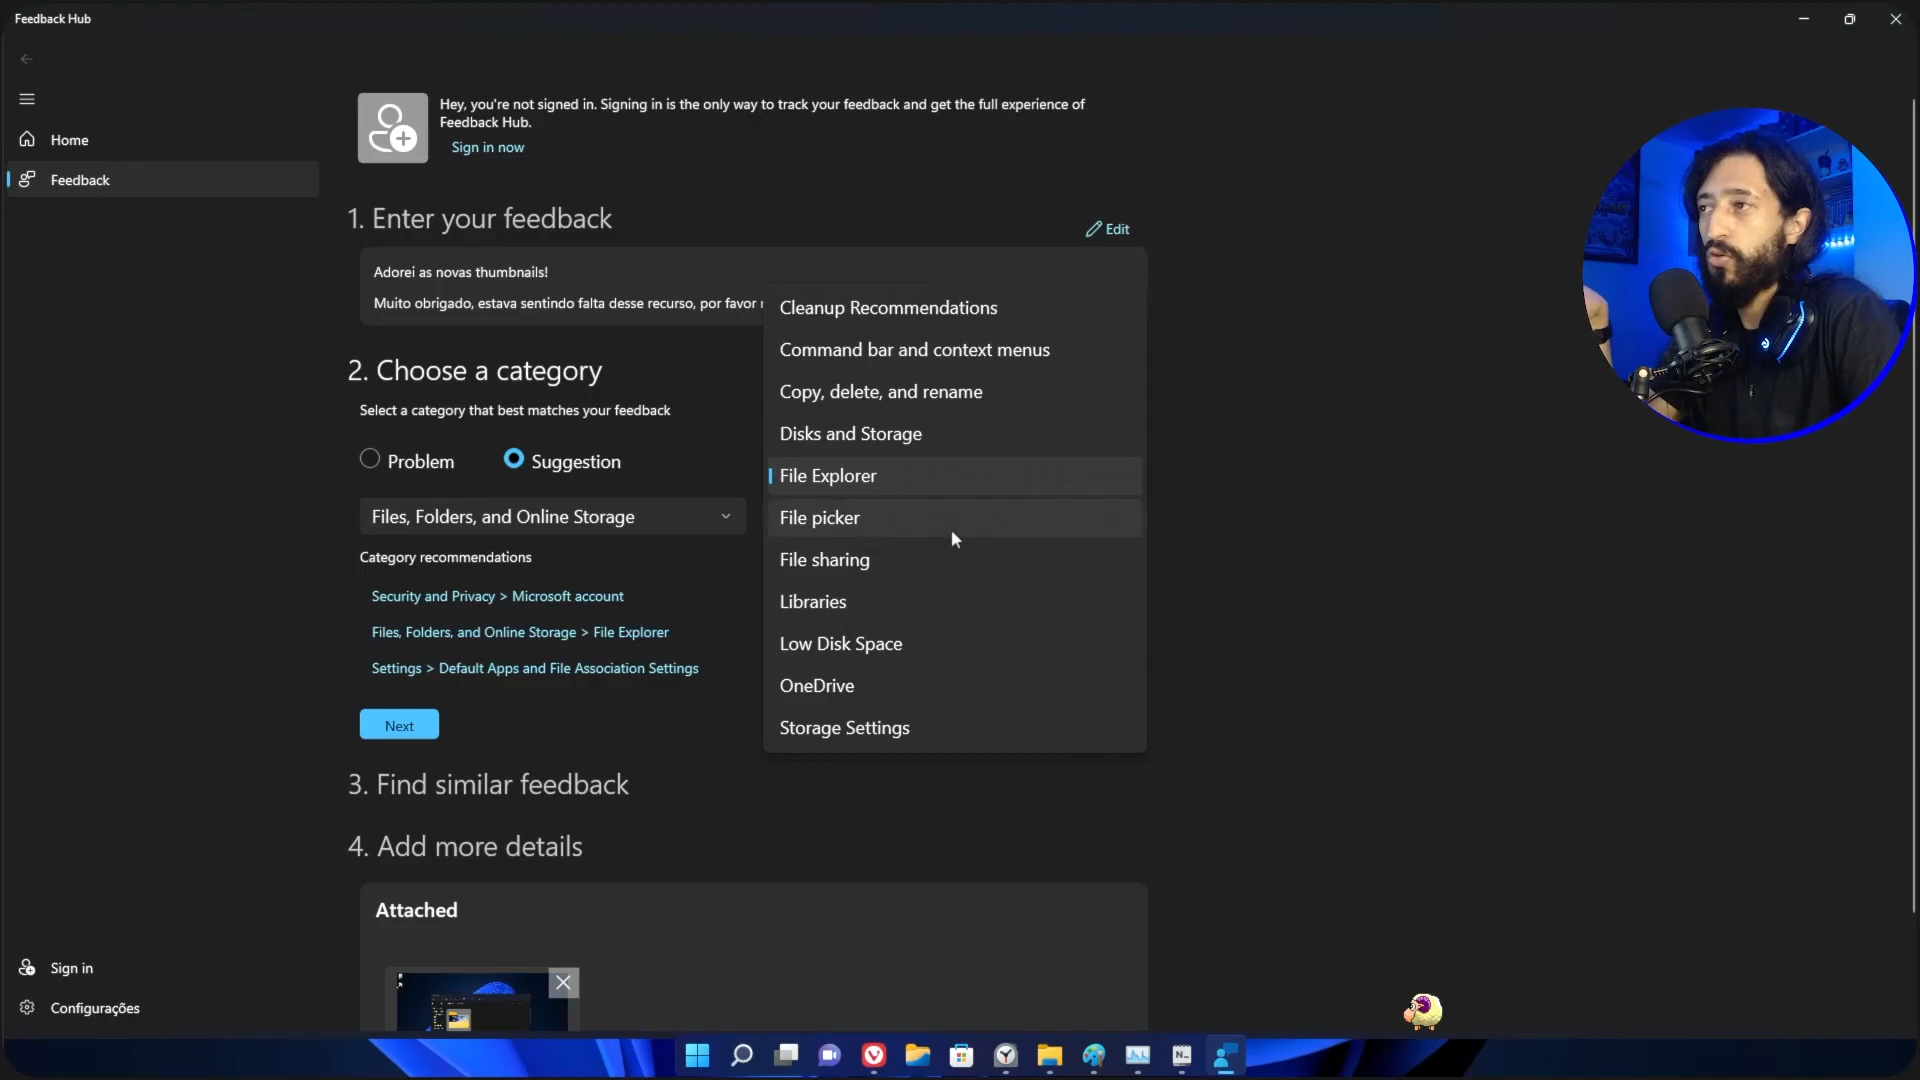 Feedback Hub
Home
Feedback
Hey, you're not signed in. Signing in is the only way to track your feedback and get the full experience of
Feedback Hub.
Sign in now
1. Enter your feedback
Edit
Adorei as novas thumbnails!
Muito obrigado, estava sentindo falta desse recurso, por favor
2. Choose a category
Select a category that best matches your feedback
Problem
Suggestion
Files, Folders, and Online Storage
Category recommendations
Security and Privacy > Microsoft account
Files, Folders, and Online Storage > File Explorer
Settings > Default Apps and File Association Settings
Next
Cleanup Recommendations
Command bar and context menus
Copy, delete, and rename
Disks and Storage
File Explorer
File picker
File sharing
Libraries
Low Disk Space
OneDrive
Storage Settings
3. Find similar feedback
4. Add more details
Attached
Sign in
Configurações